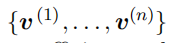 {𝒗⁽¹⁾, . . . , 𝒗⁽ⁿ⁾}